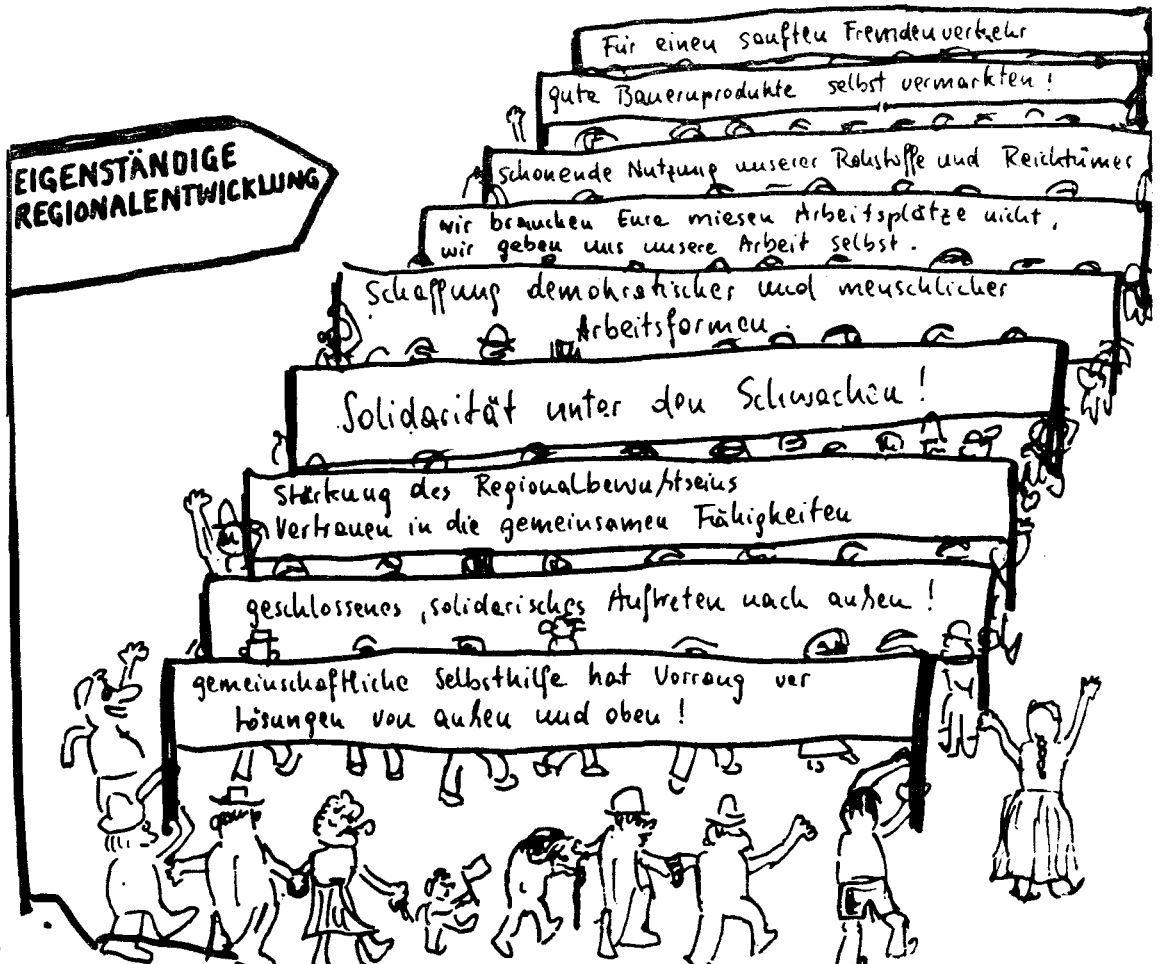 EIGENSTÄNDIGE
REGIONALENTWICKLUNG
Für einen sanften Fremdenverkehr
gute Bauernprodukte selbst vermarkten!
schonende Nutzung unserer Rohstoffe und Reichtümer
wir brauchen Eure miesen Arbeitsplätze nicht,
wir geben uns unsere Arbeit selbst.
Schaffung demokratischer und menschlicher
Arbeitsformen.
Solidarität unter den Schwachen!
Stärkung des Regionalbewußtseins
Vertrauen in die gemeinsamen Fähigkeiten
geschlossenes, solidarisches Auftreten nach außen!
gemeinschaftliche Selbsthilfe hat Vorrang vor
Lösungen von außen und oben!